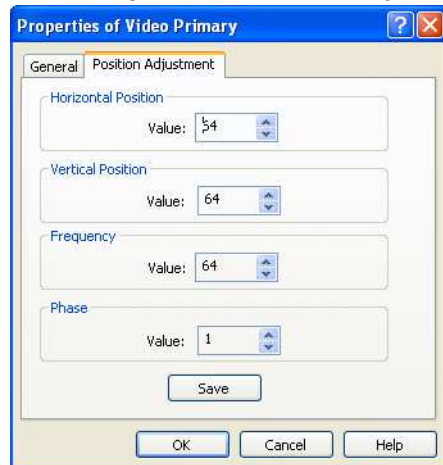 Properties of Video Primary
General Position Adjustment
Horizontal Position
Value:
Vertical Position
Value: 64
Frequency
Value: 64
Phase
Value: 1
Save
OK Cancel Help